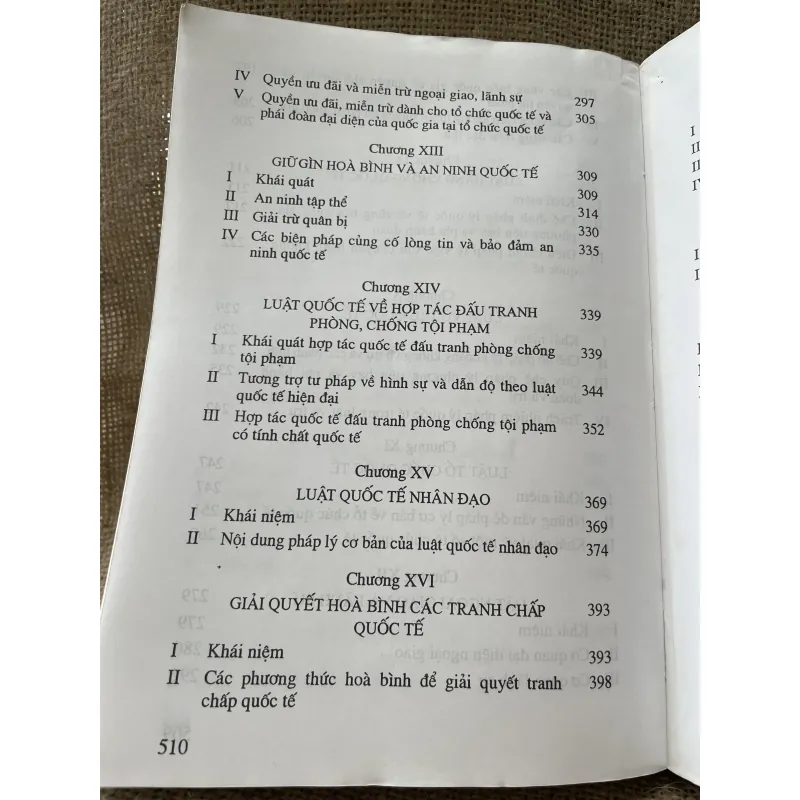 IV Quyền ưu đãi và miễn trừ ngoại giao, lãnh sự 297
V Quyền ưu đãi, miễn trừ dành cho tổ chức quốc tế và 305
phái đoàn đại diện của quốc gia tại tổ chức quốc tế
Chương XIII
GIỮ GÌN HOÀ BÌNH VÀ AN NINH QUỐC TẾ 309
I Khái quát 309
II An ninh tập thể 314
III Giải trừ quân bị 330
IV Các biện pháp củng cố lòng tin và bảo đảm an 335
ninh quốc tế
Chương XIV
LUẬT QUỐC TẾ VỀ HỢP TÁC ĐẤU TRANH 339
PHÒNG, CHỐNG TỘI PHẠM
I Khái quát hợp tác quốc tế đấu tranh phòng chống 339
tội phạm
II Tương trợ tư pháp về hình sự và dẫn độ theo luật 344
quốc tế hiện đại
III Hợp tác quốc tế đấu tranh phòng chống tội phạm 352
có tính chất quốc tế
Chương XV
LUẬT QUỐC TẾ NHÂN ĐẠO 369
I Khái niệm 369
II Nội dung pháp lý cơ bản của luật quốc tế nhân đạo 374
Chương XVI
GIẢI QUYẾT HOÀ BÌNH CÁC TRANH CHẤP 393
QUỐC TẾ
I Khái niệm 393
II Các phương thức hoà bình để giải quyết tranh 398
chấp quốc tế
510